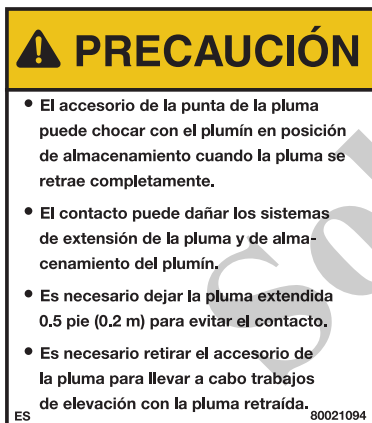 PRECAUCIÓN
• El accesorio de la punta de la pluma
puede chocar con el plumín en posición
de almacenamiento cuando la pluma se
retrae completamente.
• El contacto puede dañar los sistemas
de extensión de la pluma y de alma-
cenamiento del plumín.
• Es necesario dejar la pluma extendida
0.5 pie (0.2 m) para evitar el contacto.
• Es necesario retirar el accesorio de
la pluma para llevar a cabo trabajos
de elevación con la pluma retraída.
ES 80021094